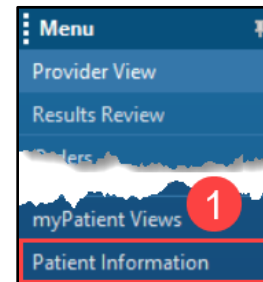 Menu
Provider View
Results Review
myPatient Views
1
Patient Information